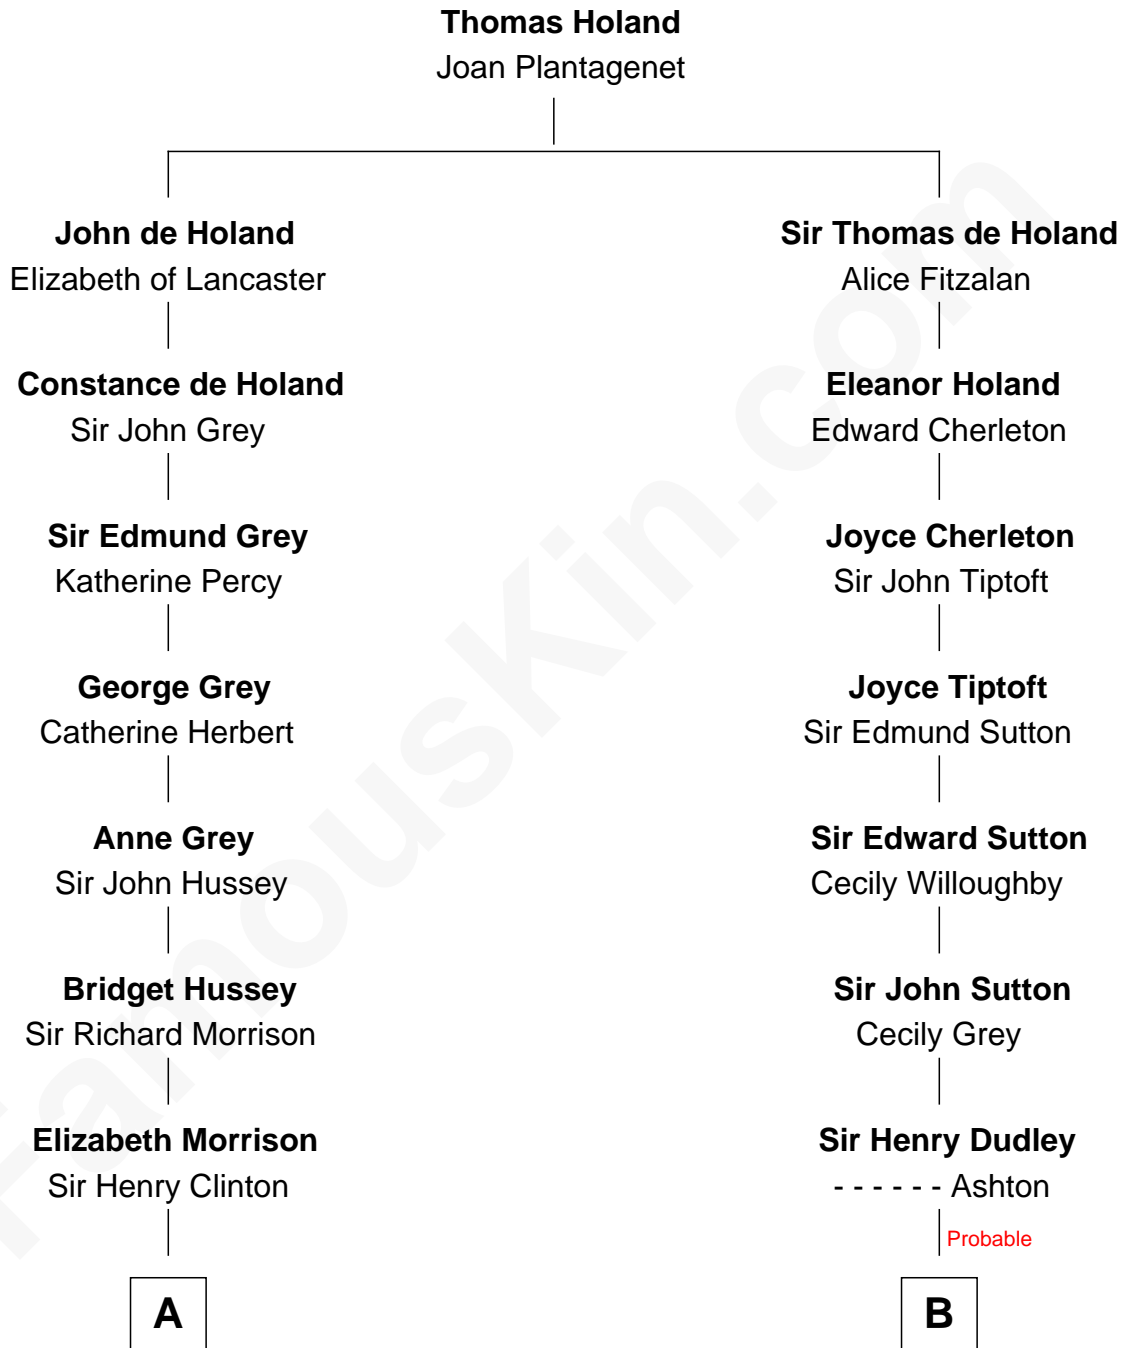 Thomas Holand
Joan Plantagenet
John de Holand
Elizabeth of Lancaster
Sir Thomas de Holand
Alice Fitzalan
Constance de Holand
Sir John Grey
Eleanor Holand
Edward Cherleton
Sir Edmund Grey
Katherine Percy
Joyce Cherleton
Sir John Tiptoft
George Grey
Catherine Herbert
Joyce Tiptoft
Sir Edmund Sutton
Anne Grey
Sir John Hussey
Sir Edward Sutton
Cecily Willoughby
Bridget Hussey
Sir Richard Morrison
Sir John Sutton
Cecily Grey
Elizabeth Morrison
Sir Henry Clinton
Sir Henry Dudley
- - - - - - Ashton
Probable
A
B
FamousKin.com